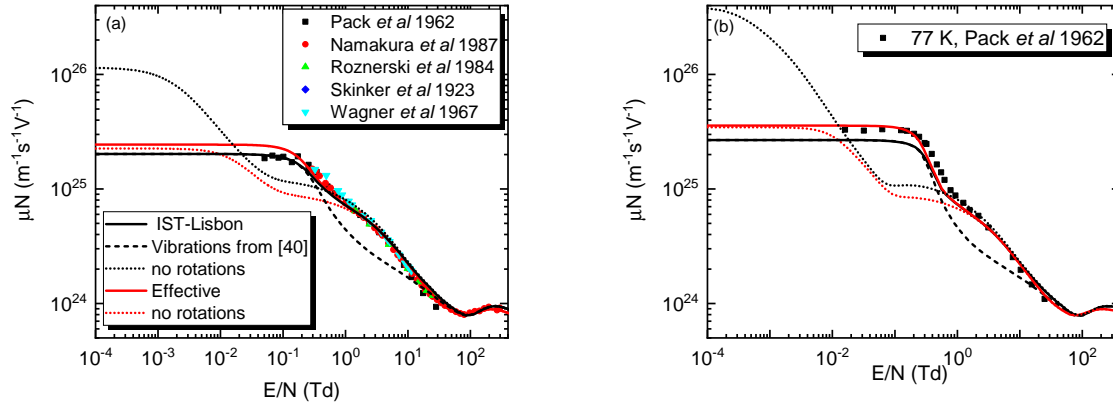 (a)
Pack et al 1962
Namakura et al 1987
Roznerski et al 1984
Skinker et al 1923
Wagner et al 1967
10^26
10^25
10^24
μN (m^-1s^-1V^-1)
IST-Lisbon
Vibrations from [40]
no rotations
Effective
no rotations
10^-4 10^-3 10^-2 10^-1 10^0 10^1 10^2
E/N (Td)
(b)
77 K, Pack et al 1962
10^26
10^25
10^24
μN (m^-1s^-1V^-1)
10^-4 10^-2 10^0 10^2
E/N (Td)